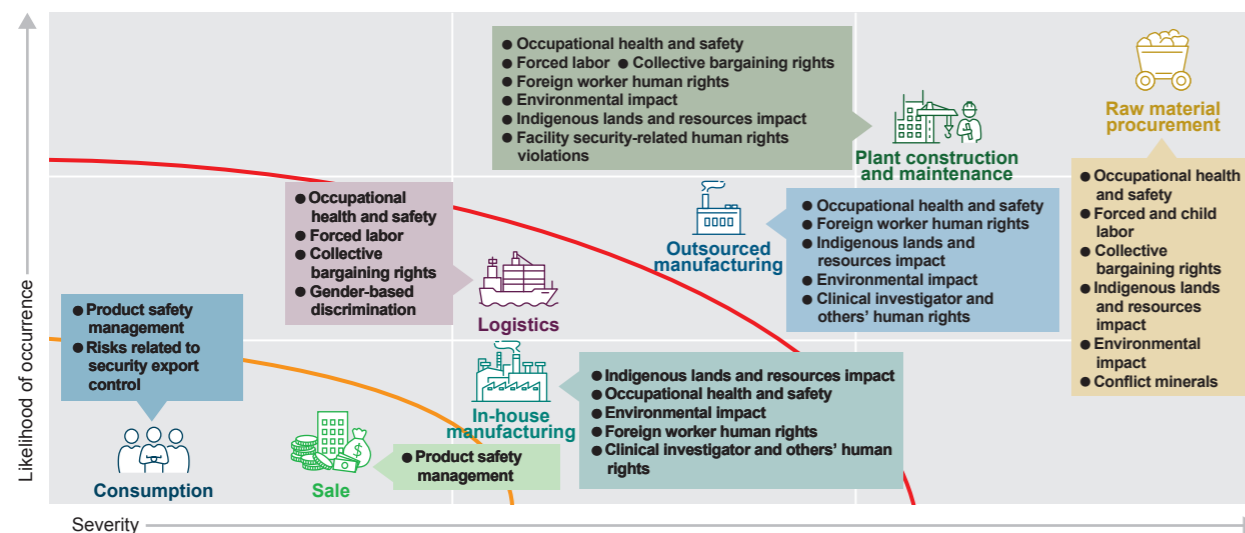 Likelihood of occurrence
● Occupational health and safety
● Forced labor ● Collective bargaining rights
● Foreign worker human rights
● Environmental impact
● Indigenous lands and resources impact
● Facility security-related human rights
violations
Plant construction
and maintenance
Raw material
procurement
● Occupational health
and safety
● Forced and child
labor
● Collective
bargaining rights
● Indigenous lands
and resources
impact
● Environmental
impact
● Conflict minerals
● Occupational
health and safety
● Forced labor
● Collective
bargaining rights
● Gender-based
discrimination
Logistics
Outsourced
manufacturing
● Occupational health and safety
● Foreign worker human rights
● Indigenous lands and
resources impact
● Environmental impact
● Clinical investigator and
others’ human rights
● Product safety
management
● Risks related to
security export
control
Consumption
$
Sale
● Product safety
management
In-house
manufacturing
● Indigenous lands and resources impact
● Occupational health and safety
● Environmental impact
● Foreign worker human rights
● Clinical investigator and others’ human
rights
Severity